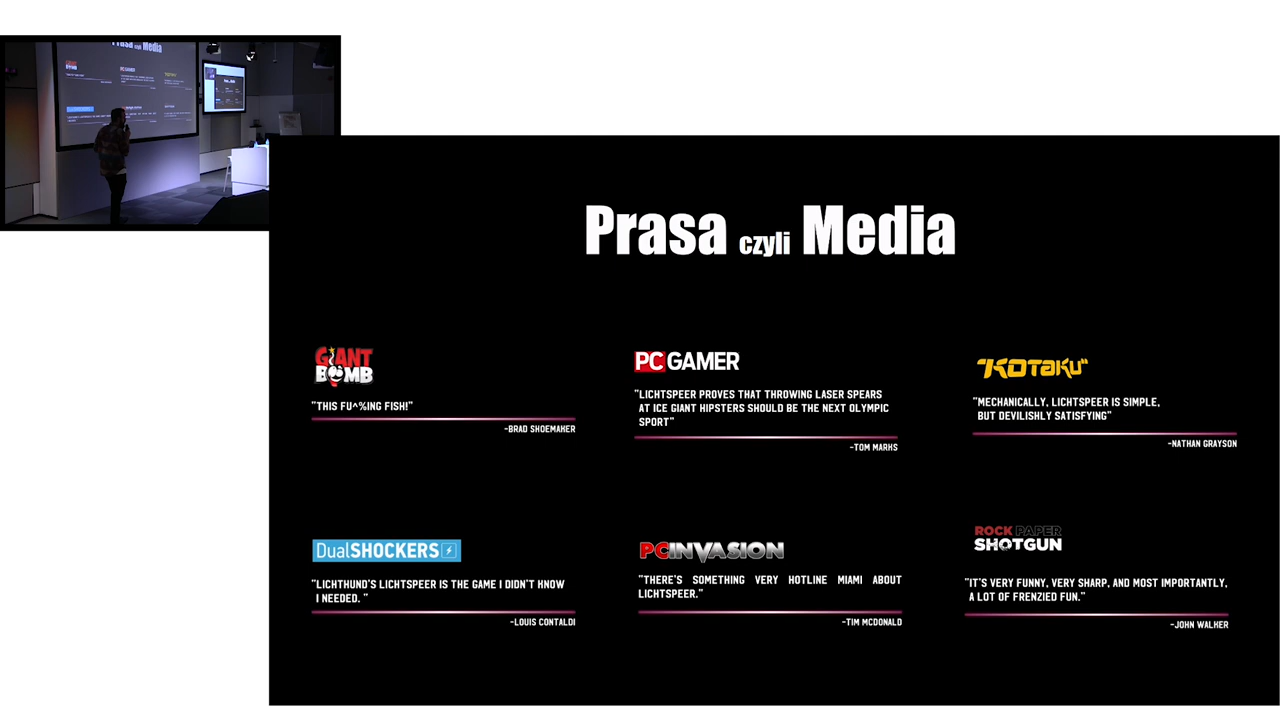 Prasa czyli Media
GIANT
BOMB
"THIS FU^%ING FISH!"
-BRAD SHOEMAKER
PC GAMER
"LICHTSPEER PROVES THAT THROWING LASER SPEARS
AT ICE GIANT HIPSTERS SHOULD BE THE NEXT OLYMPIC
SPORT"
-TOM MARKS
"KOTAKU"
"MECHANICALLY, LICHTSPEER IS SIMPLE,
BUT DEVILISHLY SATISFYING"
-NATHAN GRAYSON
DualSHOCKERS
"LICHTHUND'S LICHTSPEER IS THE GAME I DIDN'T KNOW
I NEEDED. "
-LOUIS CONTALDI
PCINVASION
"THERE'S SOMETHING VERY HOTLINE MIAMI ABOUT
LICHTSPEER."
-TIM MCDONALD
ROCK PAPER
SHOTGUN
"IT'S VERY FUNNY, VERY SHARP, AND MOST IMPORTANTLY,
A LOT OF FRENZIED FUN."
-JOHN WALKER